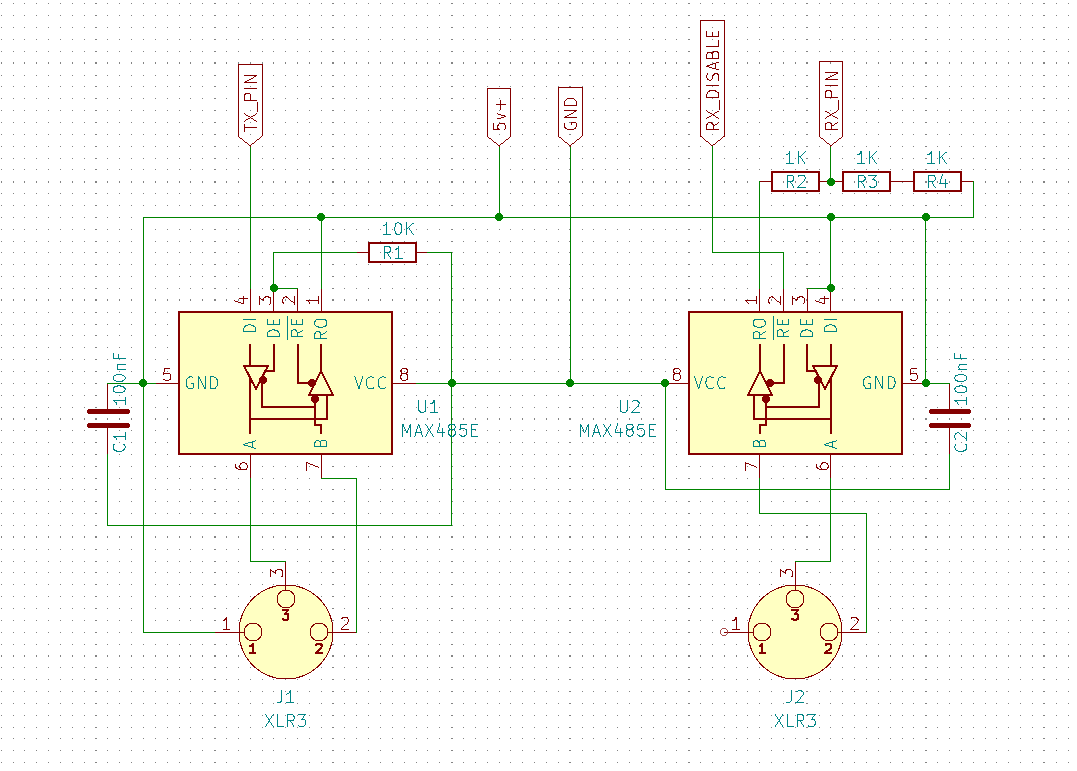 TX_PIN
5v+
GND
RX_DISABLE
RX_PIN
1K
1K
1K
R2
R3
R4
10K
R1
4
3
2
1
1
2
3
4
DI
DE
RE
RO
RO
RE
DE
DI
100nF
5
GND
VCC
8
8
VCC
GND
5
100nF
U1
U2
MAX485E
MAX485E
C1
A
B
B
A
C2
6
7
7
6
3
3
3
3
1
2
1
2
1
2
1
2
J1
J2
XLR3
XLR3